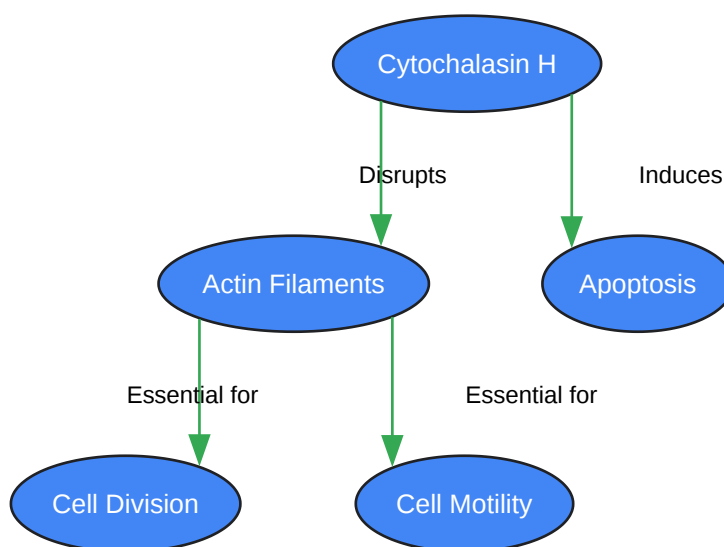 Cytochalasin H
Disrupts
Induces
Actin Filaments
Apoptosis
Essential for
Essential for
Cell Division
Cell Motility